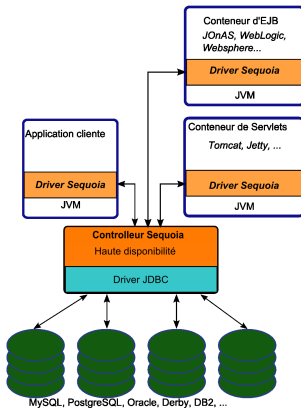 Conteneur d'EJB
JOnAS, WebLogic,
Websphere...
Driver Sequoia
JVM
Application cliente
Driver Sequoia
JVM
Conteneur de Servlets
Tomcat, Jetty, ...
Driver Sequoia
JVM
Controlleur Sequoia
Haute disponibilité
Driver JDBC
MySQL, PostgreSQL, Oracle, Derby, DB2, ...